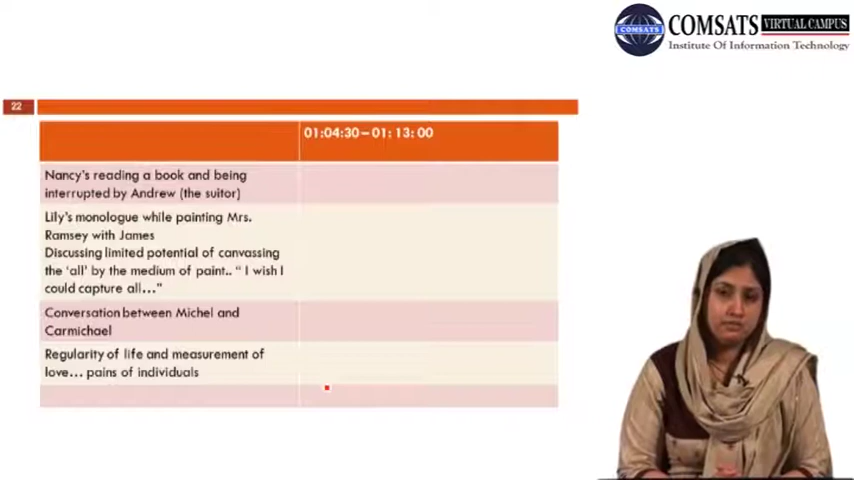 COMSATS
COMSATS VIRTUAL CAMPUS
Institute Of Information Technology
22
01:04:30 – 01: 13: 00
Nancy's reading a book and being
interrupted by Andrew (the suitor)
Lily's monologue while painting Mrs.
Ramsey with James
Discussing limited potential of canvassing
the 'all' by the medium of paint.. " I wish I
could capture all…"
Conversation between Michel and
Carmichael
Regularity of life and measurement of
love… pains of individuals